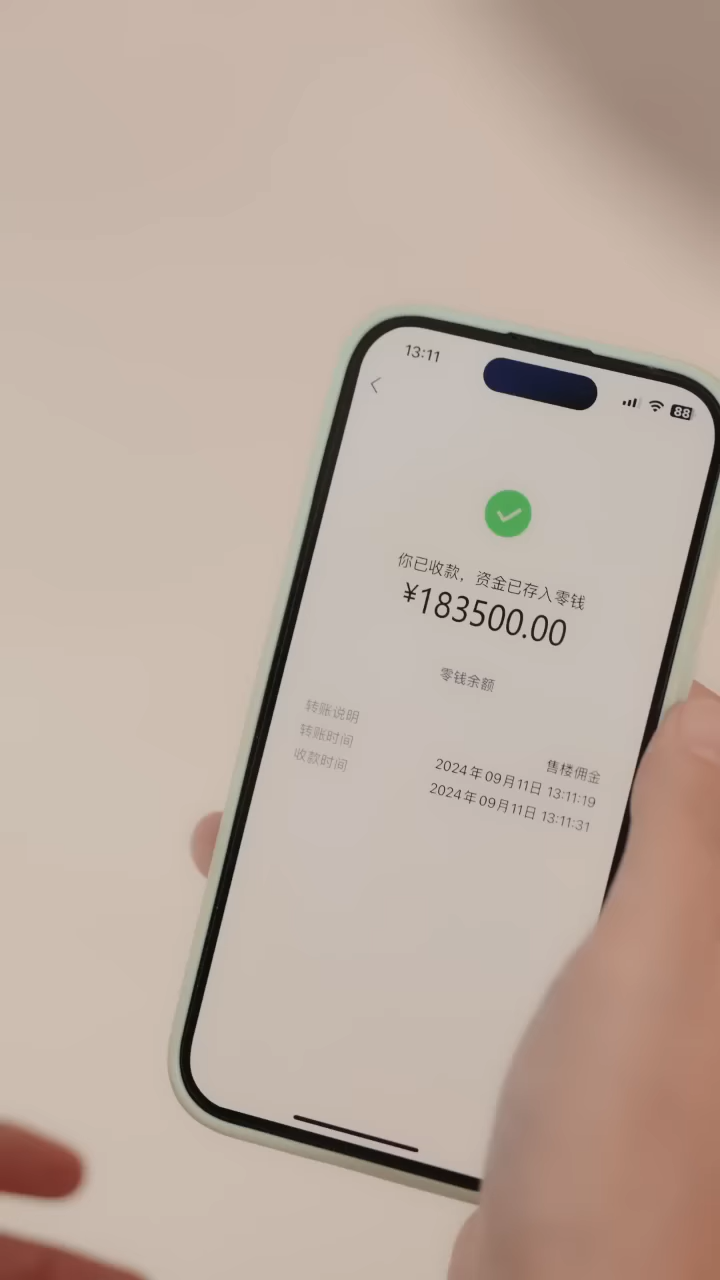 13:11
88
你已收款，资金已存入零钱
¥183500.00
零钱余额
转账说明 售楼佣金
转账时间 2024年09月11日 13:11:19
收款时间 2024年09月11日 13:11:31